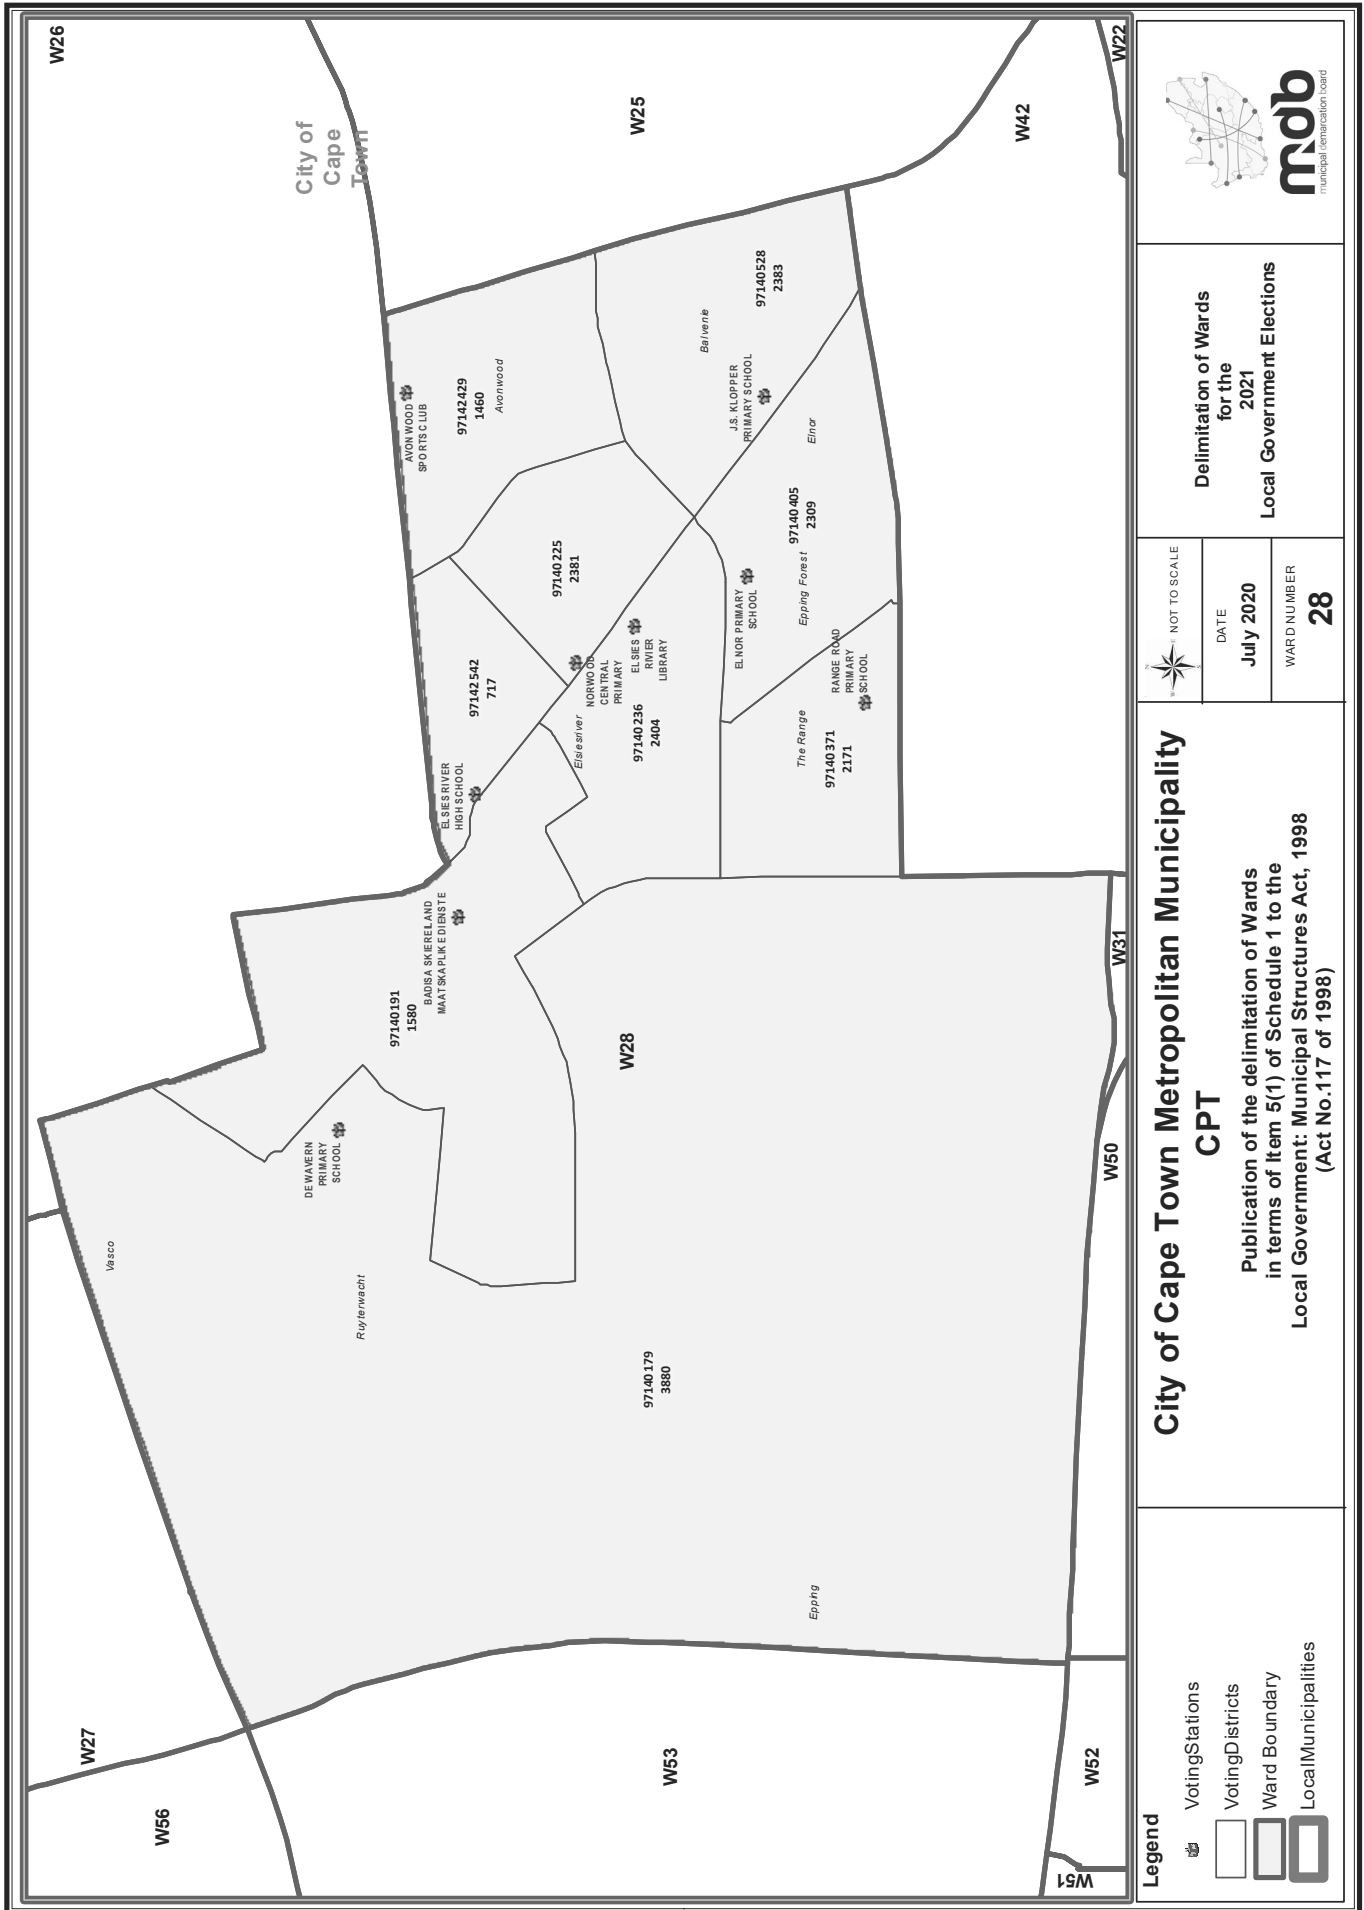 W26
City of
Cape
Town
W25
W42
W22
AVONWOOD
SPORTS CLUB
97142429
1460
Avonwood
97140528
2383
Balvenie
J.S. KLOPPER
PRIMARY SCHOOL
Elnor
97140225
2381
97140405
2309
Epping Forest
ELNOR PRIMARY
SCHOOL
97142542
717
NORWOOD
CENTRAL
PRIMARY
ELSIES
RIVIER
LIBRARY
97140236
2404
Elsiesriver
RANGE ROAD
PRIMARY
SCHOOL
The Range
97140371
2171
ELSIESRIVER
HIGH SCHOOL
BADISA SKIEREILAND
MAATSKAPLIKE DIENSTE
97140191
1580
W28
W31
W50
DE WAVERN
PRIMARY
SCHOOL
Vasco
Ruyterwacht
97140179
3880
Epping
W27
W56
W53
W52
W51
Legend
VotingStations
VotingDistricts
Ward Boundary
LocalMunicipalities
City of Cape Town Metropolitan Municipality
CPT
Publication of the delimitation of Wards
in terms of Item 5(1) of Schedule 1 to the
Local Government: Municipal Structures Act, 1998
(Act No.117 of 1998)
N
E
S
W
NOT TO SCALE
DATE
July 2020
WARD NUMBER
28
Delimitation of Wards
for the
2021
Local Government Elections
mdb
municipal demarcation board